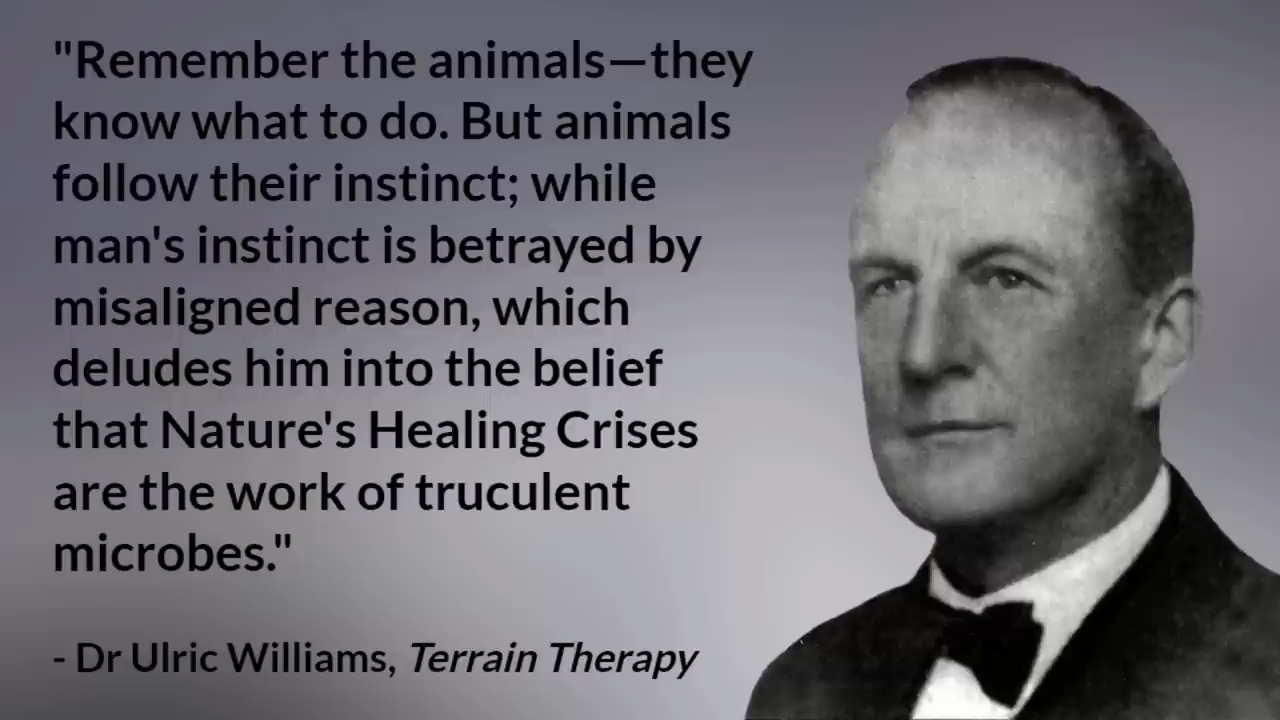 "Remember the animals—they
know what to do. But animals
follow their instinct; while
man's instinct is betrayed by
misaligned reason, which
deludes him into the belief
that Nature's Healing Crises
are the work of truculent
microbes."
- Dr Ulric Williams, Terrain Therapy